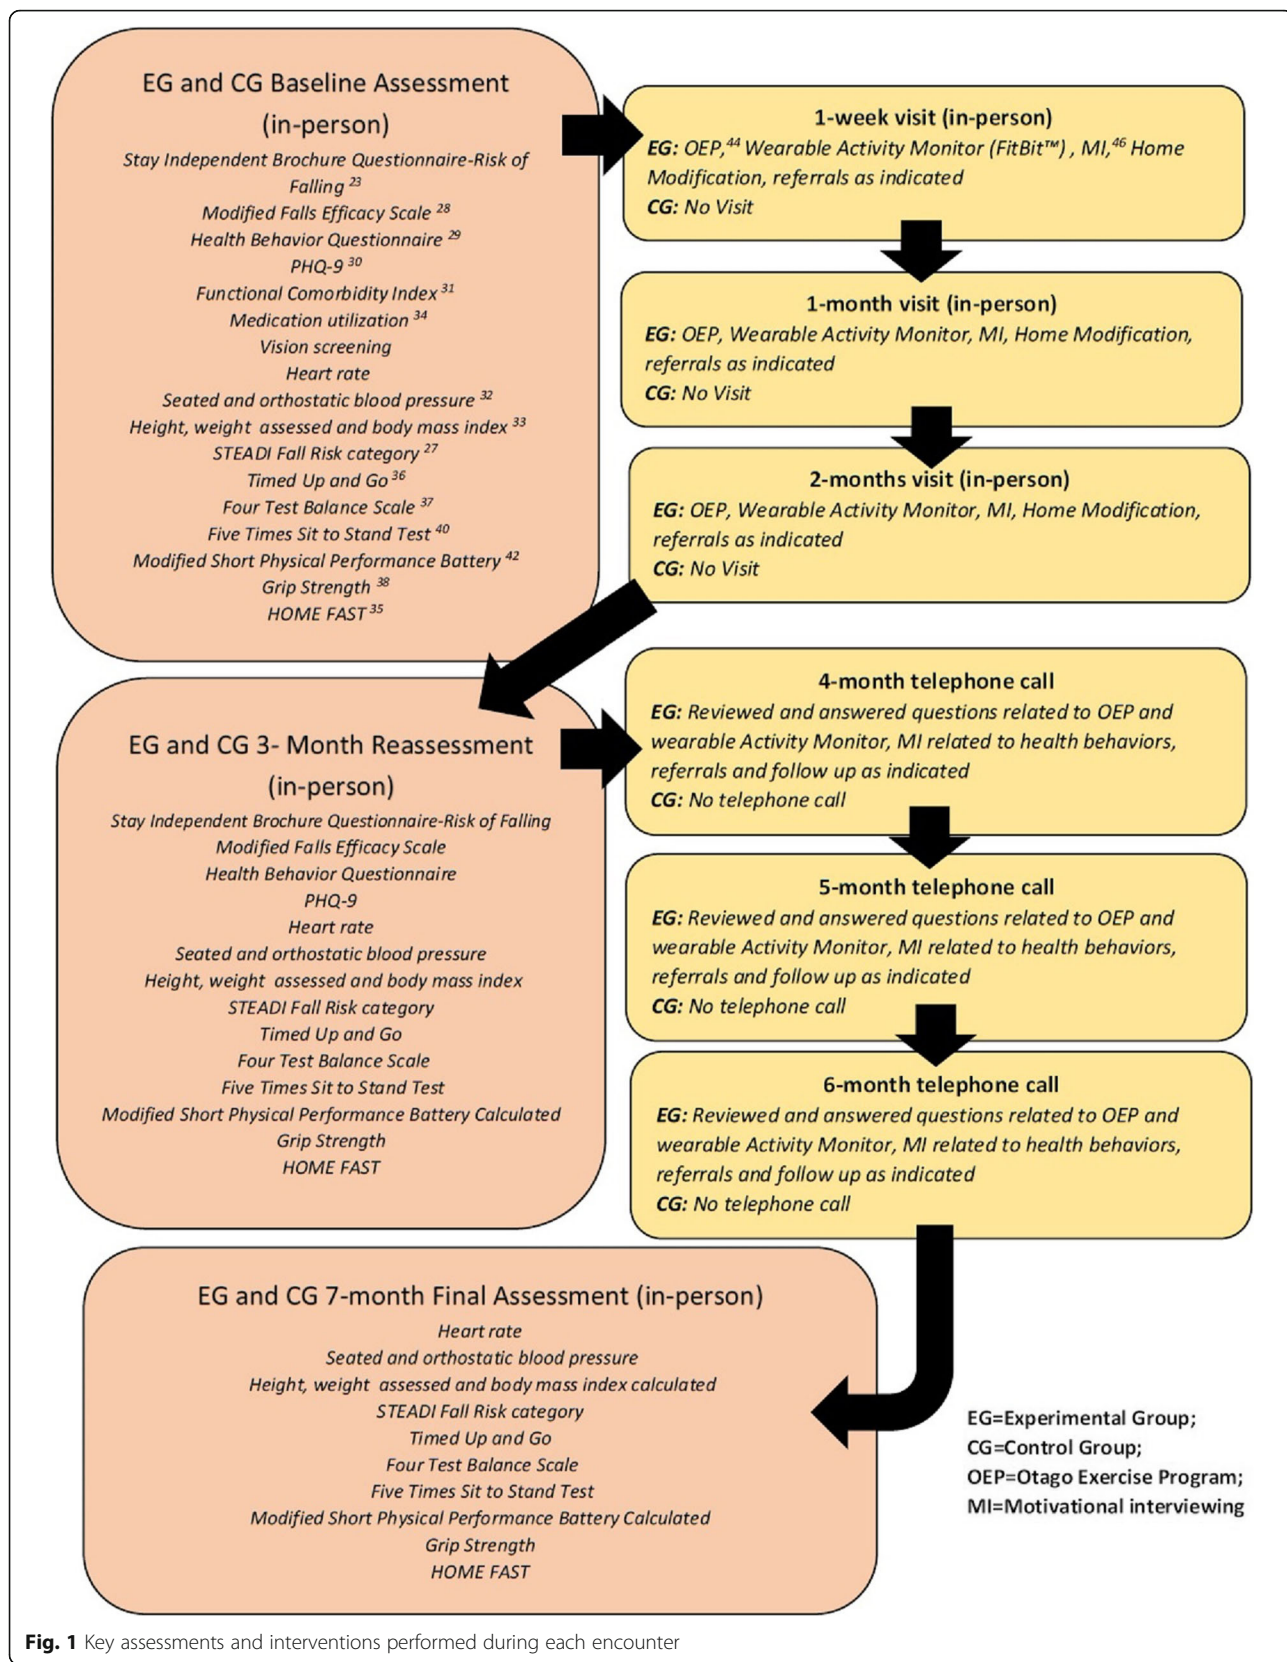 EG and CG Baseline Assessment
(in-person)
Stay Independent Brochure Questionnaire-Risk of
Falling 23
Modified Falls Efficacy Scale 28
Health Behavior Questionnaire 29
PHQ-9 30
Functional Comorbidity Index 31
Medication utilization 34
Vision screening
Heart rate
Seated and orthostatic blood pressure 32
Height, weight assessed and body mass index 33
STEADI Fall Risk category 27
Timed Up and Go 36
Four Test Balance Scale 37
Five Times Sit to Stand Test 40
Modified Short Physical Performance Battery 42
Grip Strength 38
HOME FAST 35
1-week visit (in-person)
EG: OEP,44 Wearable Activity Monitor (FitBit™) , MI,46 Home
Modification, referrals as indicated
CG: No Visit
1-month visit (in-person)
EG: OEP, Wearable Activity Monitor, MI, Home Modification,
referrals as indicated
CG: No Visit
2-months visit (in-person)
EG: OEP, Wearable Activity Monitor, MI, Home Modification,
referrals as indicated
CG: No Visit
EG and CG 3- Month Reassessment
(in-person)
Stay Independent Brochure Questionnaire-Risk of Falling
Modified Falls Efficacy Scale
Health Behavior Questionnaire
PHQ-9
Heart rate
Seated and orthostatic blood pressure
Height, weight assessed and body mass index
STEADI Fall Risk category
Timed Up and Go
Four Test Balance Scale
Five Times Sit to Stand Test
Modified Short Physical Performance Battery Calculated
Grip Strength
HOME FAST
4-month telephone call
EG: Reviewed and answered questions related to OEP and
wearable Activity Monitor, MI related to health behaviors,
referrals and follow up as indicated
CG: No telephone call
5-month telephone call
EG: Reviewed and answered questions related to OEP and
wearable Activity Monitor, MI related to health behaviors,
referrals and follow up as indicated
CG: No telephone call
6-month telephone call
EG: Reviewed and answered questions related to OEP and
wearable Activity Monitor, MI related to health behaviors,
referrals and follow up as indicated
CG: No telephone call
EG and CG 7-month Final Assessment (in-person)
Heart rate
Seated and orthostatic blood pressure
Height, weight assessed and body mass index calculated
STEADI Fall Risk category
Timed Up and Go
Four Test Balance Scale
Five Times Sit to Stand Test
Modified Short Physical Performance Battery Calculated
Grip Strength
HOME FAST
EG=Experimental Group;
CG=Control Group;
OEP=Otago Exercise Program;
MI=Motivational interviewing
Fig. 1 Key assessments and interventions performed during each encounter